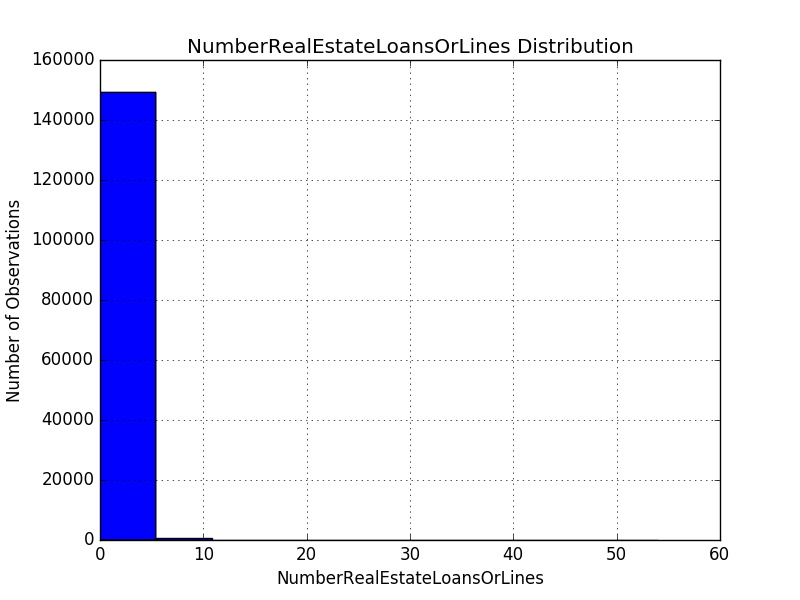 NumberRealEstateLoansOrLines Distribution
160000
140000
120000
100000
80000
60000
40000
20000
0
Number of Observations
0 10 20 30 40 50 60
NumberRealEstateLoansOrLines